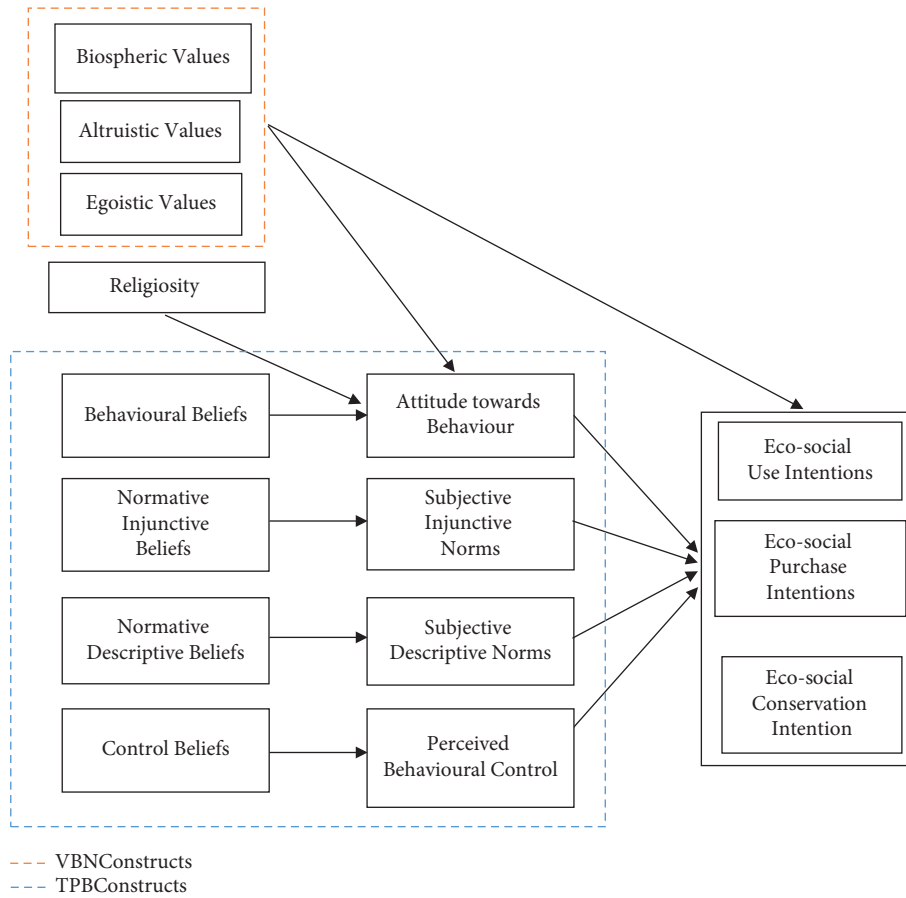 Biospheric Values
Altruistic Values
Egoistic Values
Religiosity
Behavioural Beliefs
Attitude towards
Behaviour
Normative
Injunctive
Beliefs
Subjective
Injunctive
Norms
Normative
Descriptive Beliefs
Subjective
Descriptive Norms
Control Beliefs
Perceived
Behavioural Control
Eco-social
Use Intentions
Eco-social
Purchase
Intentions
Eco-social
Conservation
Intention
VBNConstructs
TPBConstructs